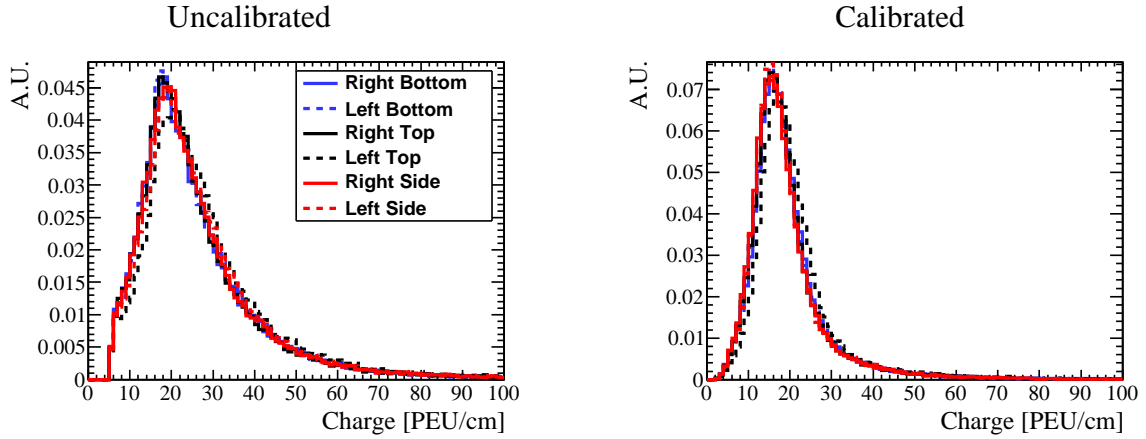 Uncalibrated
A.U.
0.045
0.04
0.035
0.03
0.025
0.02
0.015
0.01
0.005
0
0 10 20 30 40 50 60 70 80 90 100
Charge [PEU/cm]
Right Bottom
Left Bottom
Right Top
Left Top
Right Side
Left Side
Calibrated
A.U.
0.07
0.06
0.05
0.04
0.03
0.02
0.01
0
0 10 20 30 40 50 60 70 80 90 100
Charge [PEU/cm]